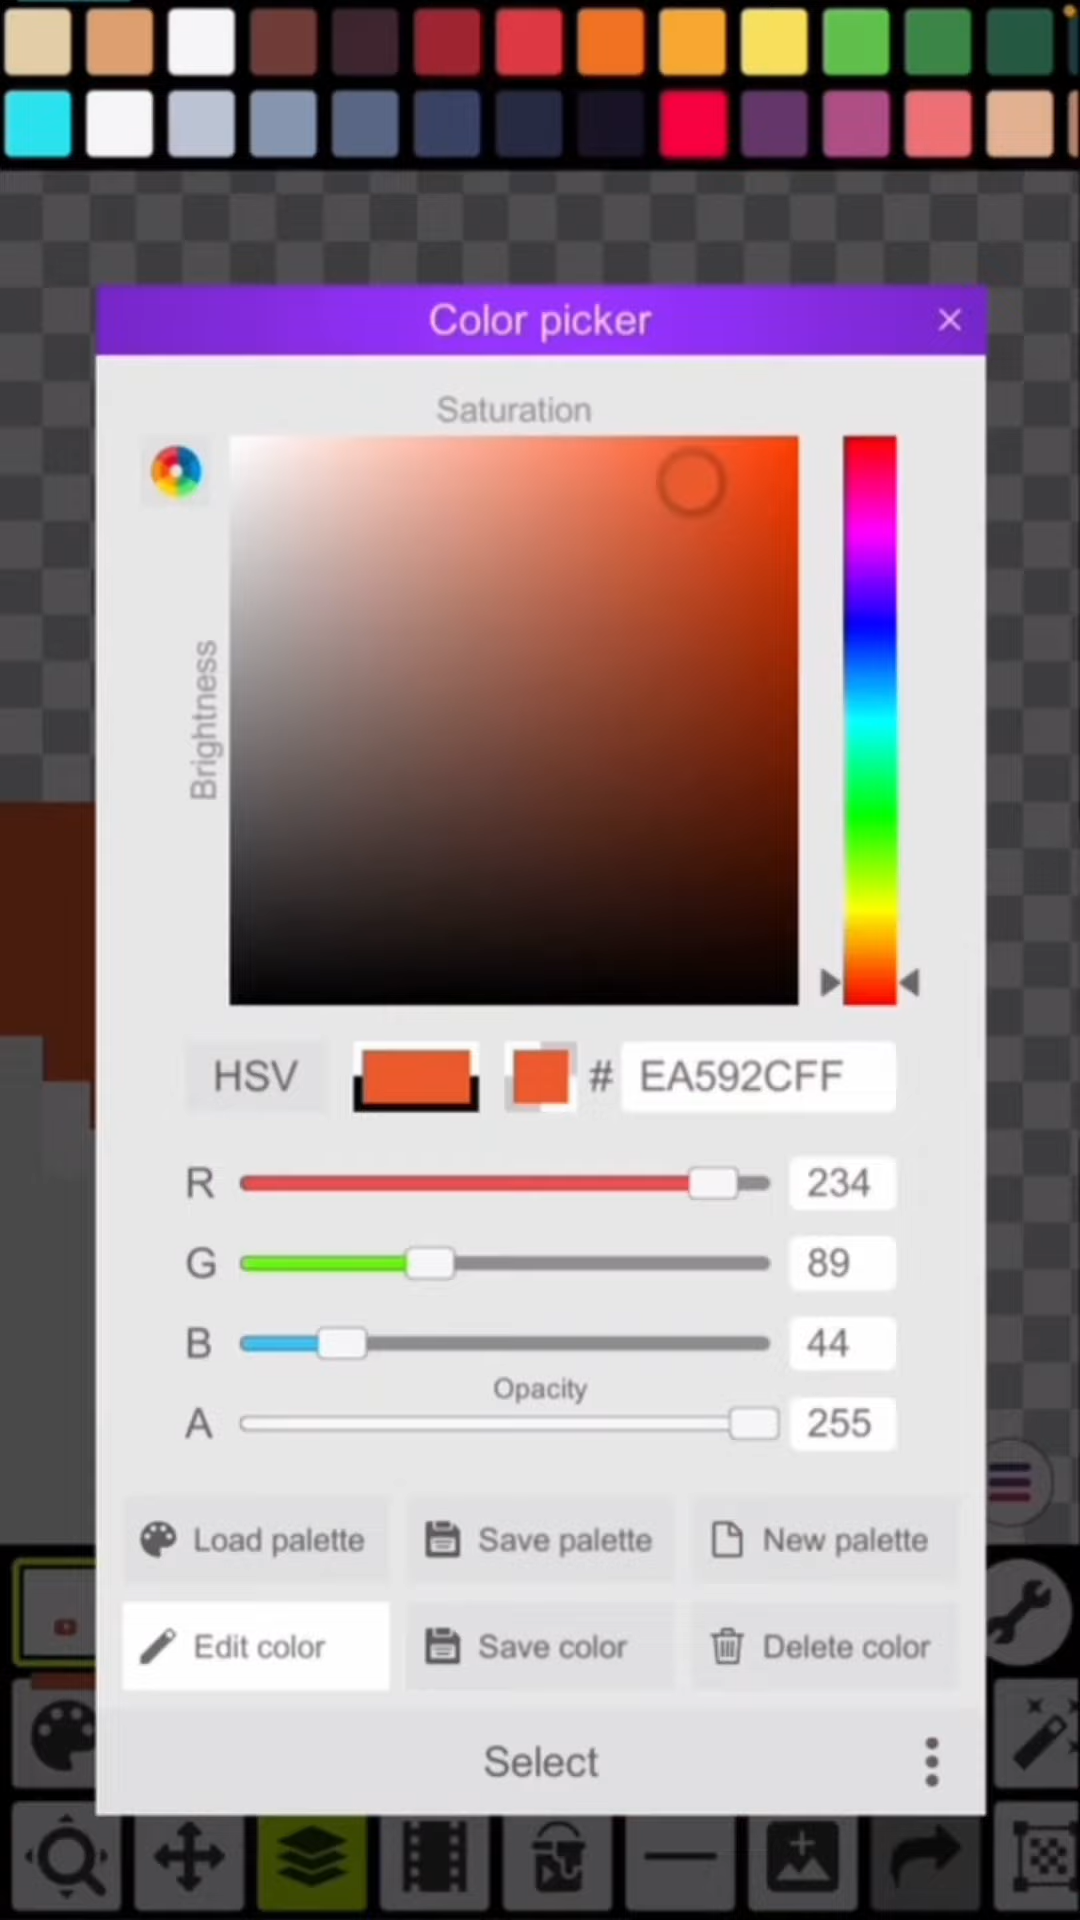 Color picker
Saturation
Brightness
HSV
# EA592CFF
R 234
G 89
B 44
Opacity
A 255
Load palette
Save palette
New palette
Edit color
Save color
Delete color
Select